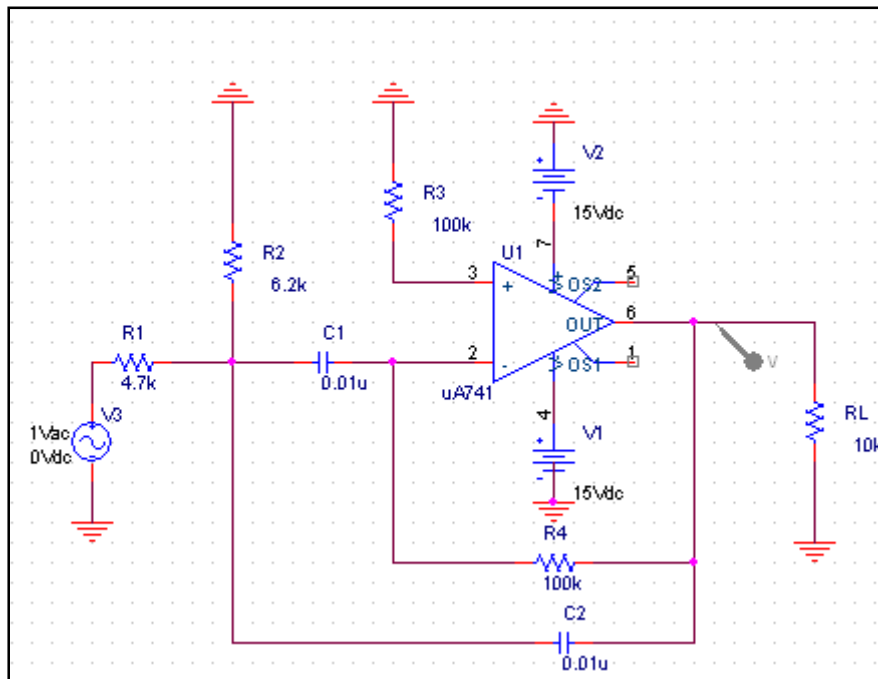 V2
15Vdc
R3
100k
7
U1
3
+
5
OS2
R2
6.2k
6
OUT
R1
4.7k
C1
0.01u
2
-
OS1
1
uA741
V
V3
1Vac
0Vdc
4
V1
15Vdc
RL
10k
R4
100k
C2
0.01u